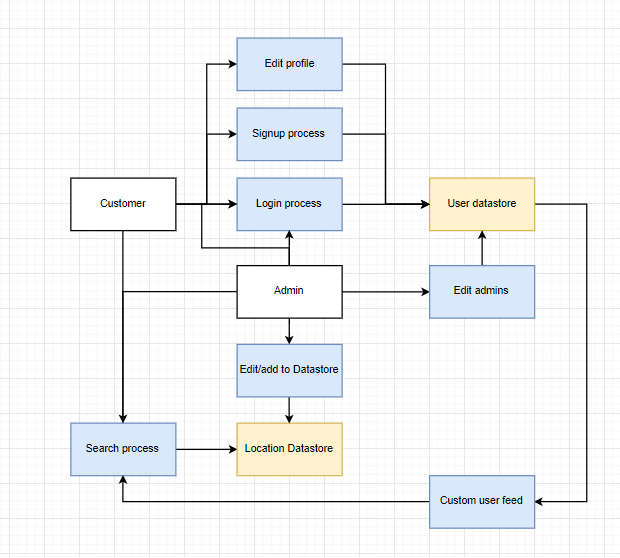 Edit profile
Signup process
Customer
Login process
User datastore
Admin
Edit admins
Edit/add to Datastore
Search process
Location Datastore
Custom user feed